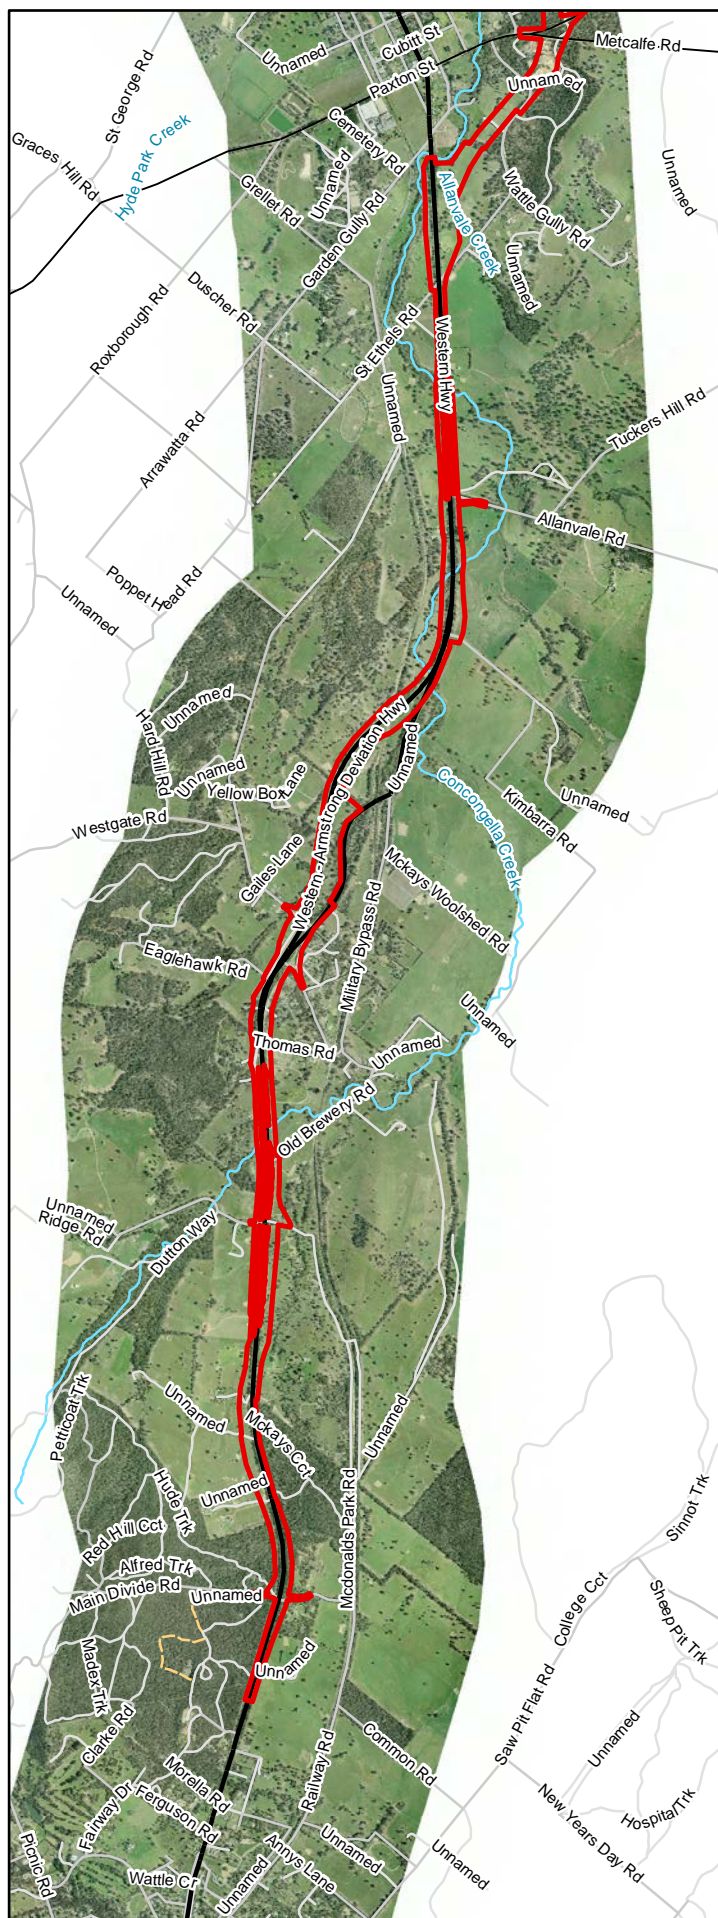 Cubitt St
Metcalfe Rd
Unnamed
St George Rd
Paxton St
Unnamed
Hyde Park Creek
Cemetery Rd
Graces Hill Rd
Unnamed
Unnamed
Grellet Rd
Allanvale Creek
Wattle Gully Rd
Garden Gully Rd
Unnamed
Duscher Rd
Roxborough Rd
St Ethels Rd
Western Hwy
Unnamed
Tuckers Hill Rd
Arrawatta Rd
Allanvale Rd
Poppet Head Rd
Unnamed
Unnamed
Hard Hill Rd
Western - Armstrong Deviation Hwy
Unnamed
Unnamed
Yellow Box Lane
Concongella Creek
Unnamed
Kimbarra Rd
Westgate Rd
Gailes Lane
Mckays Woolshed Rd
Military Bypass Rd
Eaglehawk Rd
Unnamed
Thomas Rd
Unnamed
Old Brewery Rd
Unnamed
Ridge Rd
Dutton Way
Petticoat Trk
Unnamed
Mckays Cct
Unnamed
Unnamed
Hude Trk
Mcdonalds Park Rd
Sinnot Trk
Red Hill Cct
Alfred Trk
Main Divide Rd
Unnamed
College Cct
Sheep Pit Trk
Madex Trk
Unnamed
Clarke Rd
Saw Pit Flat Rd
Unnamed
Railway Rd
Common Rd
Morella Rd
Fairway Dr
Ferguson Rd
New Years Day Rd
Hospital Trk
Picnic Rd
Wattle Cr
Unnamed
Annys Lane
Unnamed
Unnamed